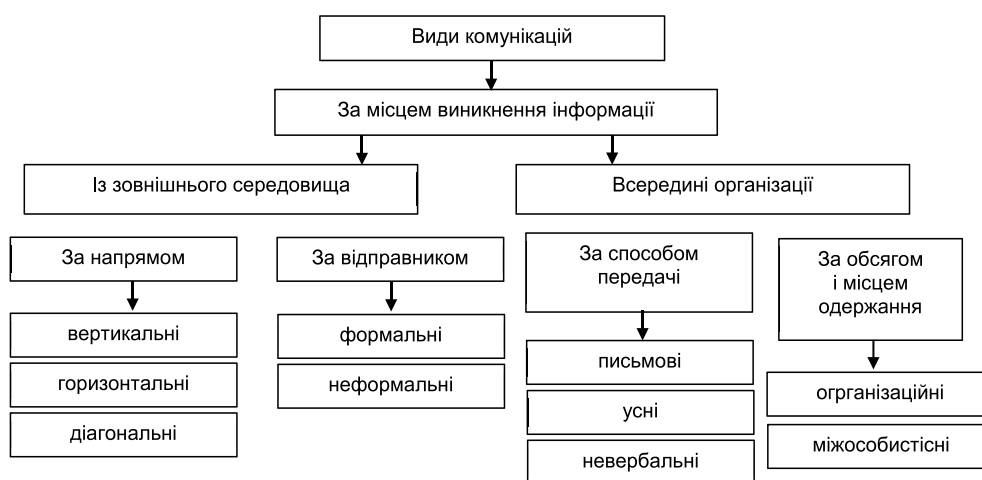 Види комунікацій
За місцем виникнення інформації
Із зовнішнього середовища
Всередині організації
За напрямом
вертикальні
горизонтальні
діагональні
За відправником
формальні
неформальні
За способом
передачі
письмові
усні
невербальні
За обсягом
і місцем
одержання
огрганізаційні
міжособистісні